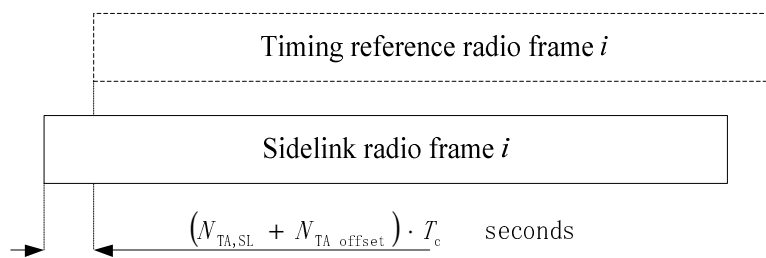 Timing reference radio frame i
Sidelink radio frame i
(N_TA,SL + N_TA offset) · T_c seconds